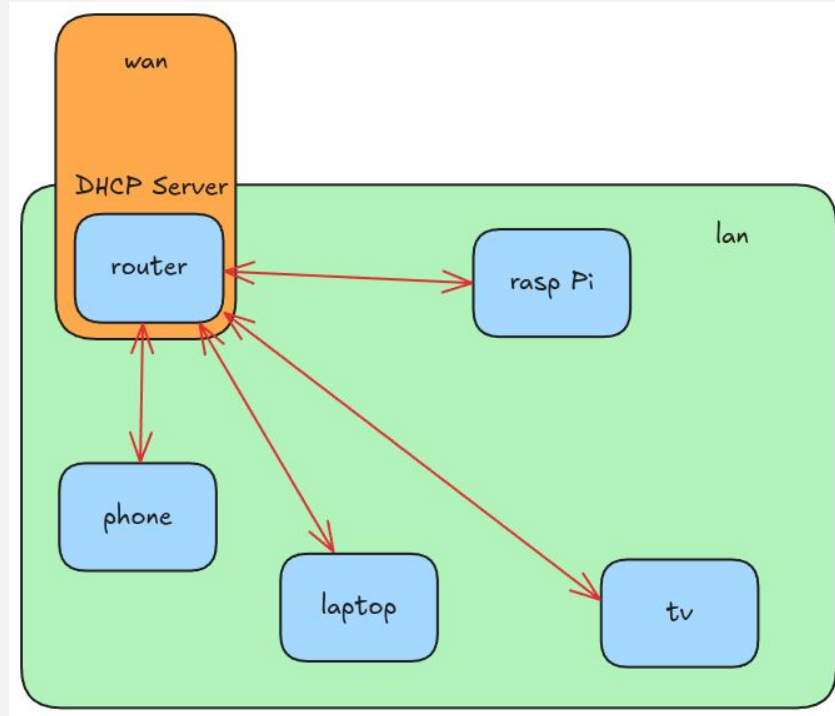 wan
DHCP Server
router
lan
rasp Pi
phone
laptop
tv